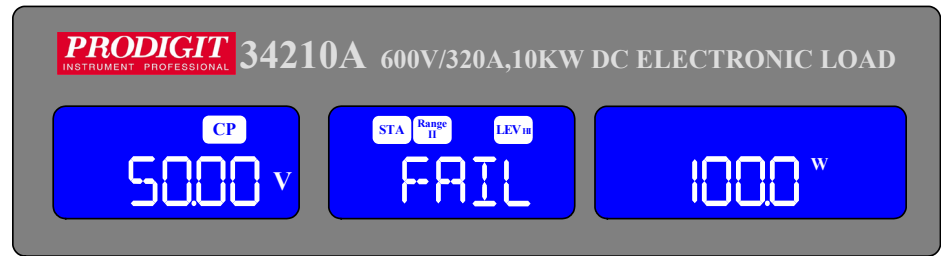 PRODIGIT 34210A 600V/320A,10KW DC ELECTRONIC LOAD
INSTRUMENT PROFESSIONAL
CP
STA Range II LEV HI
50.00 V
FAIL
100.0 W